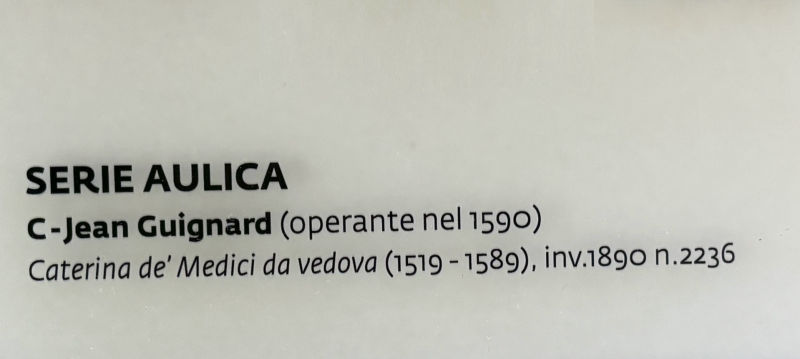 SERIE AULICA
C-Jean Guignard (operante nel 1590)
Caterina de' Medici da vedova (1519 - 1589), inv.1890 n.2236